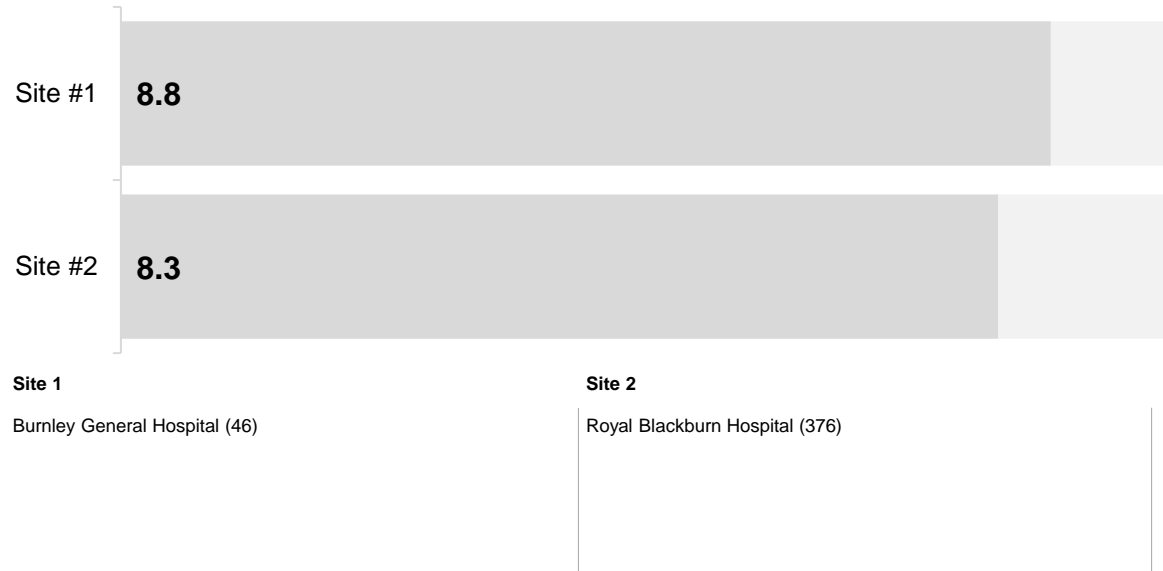 Site #1
8.8
Site #2
8.3
Site 1
Burnley General Hospital (46)
Site 2
Royal Blackburn Hospital (376)